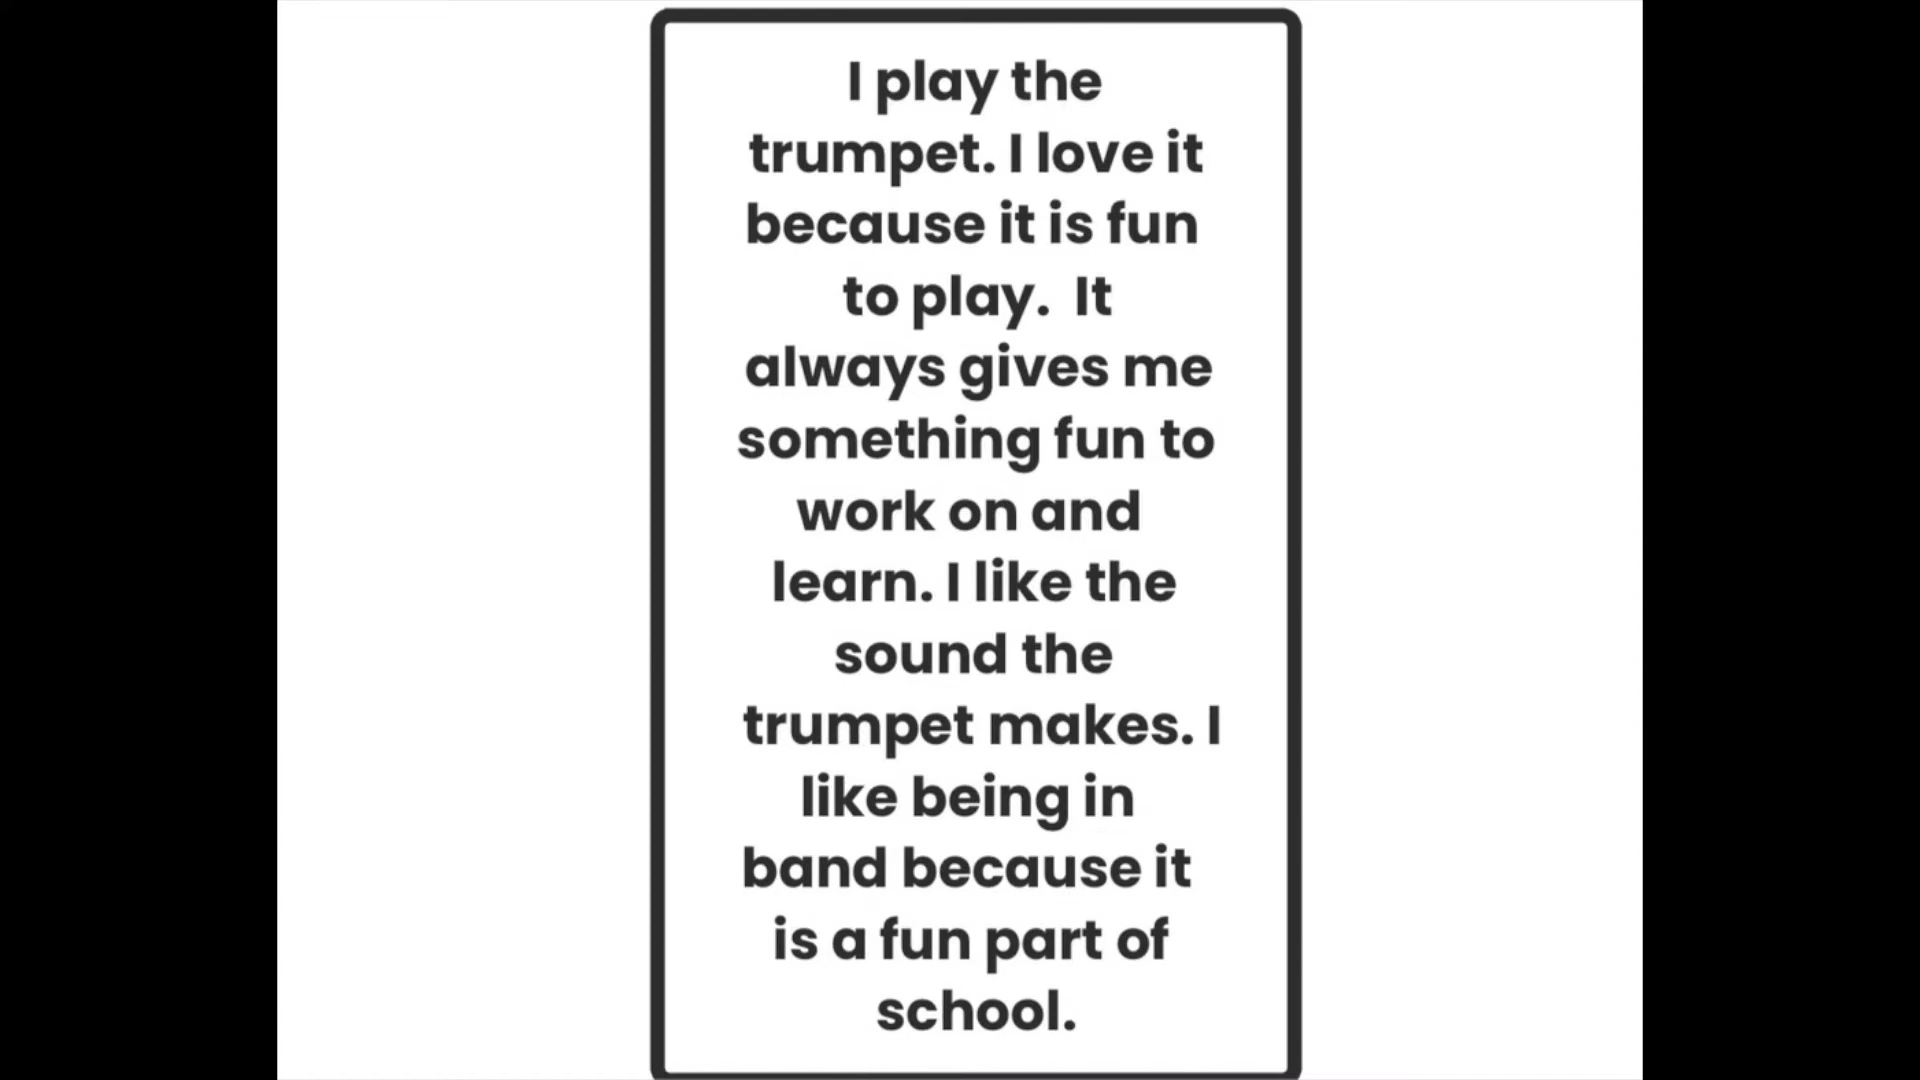 I play the
trumpet. I love it
because it is fun
to play.  It
always gives me
something fun to
work on and
learn. I like the
sound the
trumpet makes. I
like being in
band because it
is a fun part of
school.